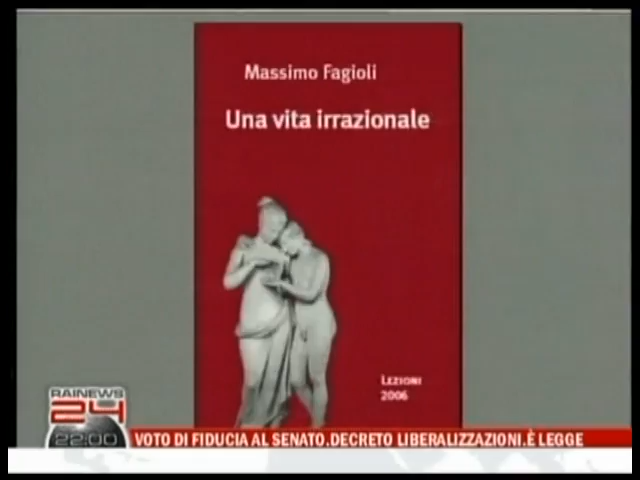 Massimo Fagioli
Una vita irrazionale
LEZIONI
2006
RAINEWS
24
22:00
VOTO DI FIDUCIA AL SENATO.DECRETO LIBERALIZZAZIONI.È LEGGE